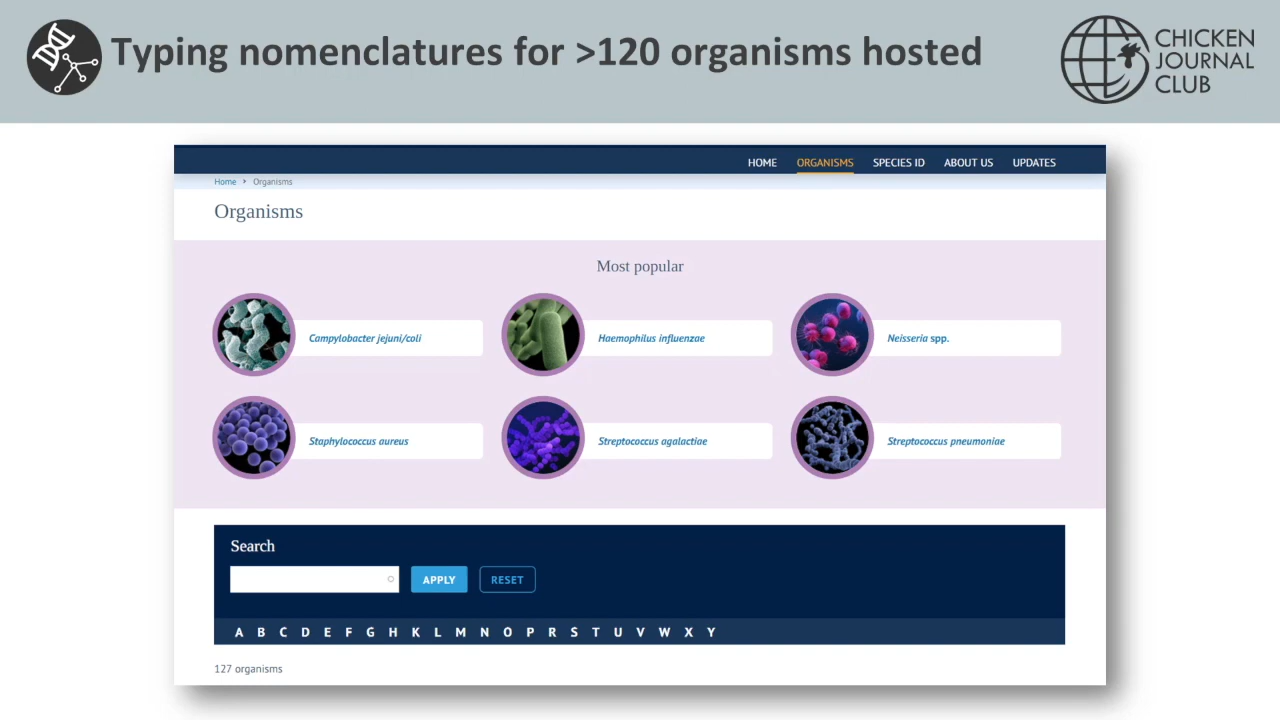 Typing nomenclatures for >120 organisms hosted
CHICKEN
JOURNAL
CLUB
HOME ORGANISMS SPECIES ID ABOUT US UPDATES
Home › Organisms
Organisms
Most popular
Campylobacter jejuni/coli
Haemophilus influenzae
Neisseria spp.
Staphylococcus aureus
Streptococcus agalactiae
Streptococcus pneumoniae
Search
APPLY RESET
A B C D E F G H K L M N O P R S T U V W X Y
127 organisms